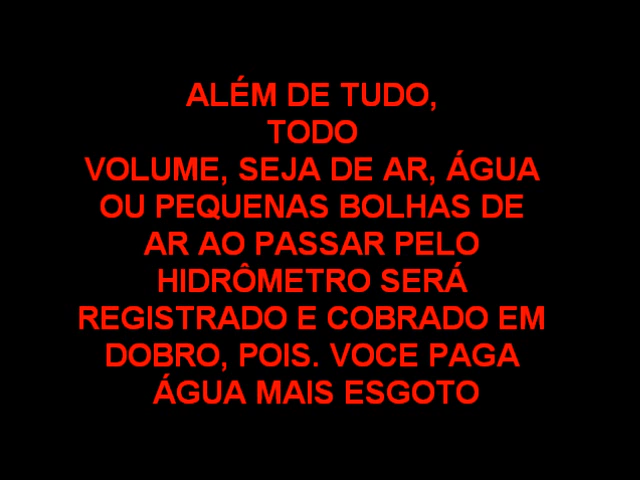 ALÉM DE TUDO,
TODO
VOLUME, SEJA DE AR, ÁGUA
OU PEQUENAS BOLHAS DE
AR AO PASSAR PELO
HIDRÔMETRO SERÁ
REGISTRADO E COBRADO EM
DOBRO, POIS. VOCE PAGA
ÁGUA MAIS ESGOTO